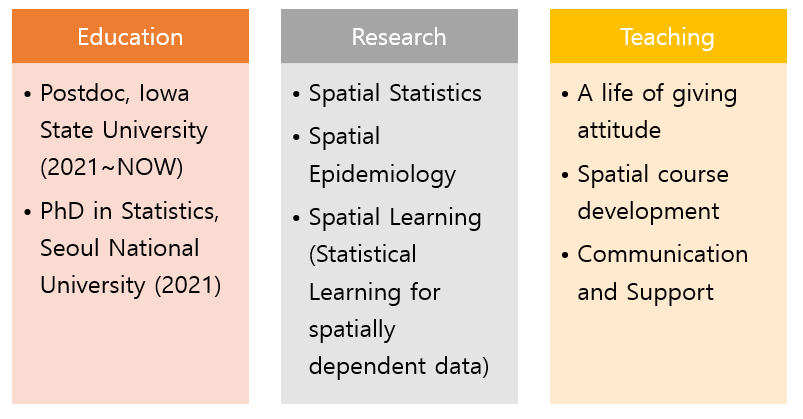 Education
• Postdoc, Iowa
State University
(2021~NOW)
• PhD in Statistics,
Seoul National
University (2021)
Research
• Spatial Statistics
• Spatial
Epidemiology
• Spatial Learning
(Statistical
Learning for
spatially
dependent data)
Teaching
• A life of giving
attitude
• Spatial course
development
• Communication
and Support